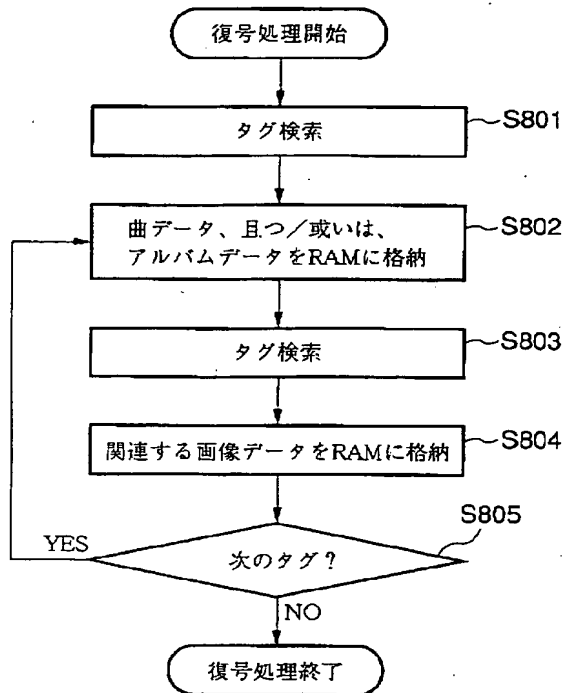 復号処理開始
タグ検索
S801
曲データ、且つ／或いは、
アルバムデータをRAMに格納
S802
タグ検索
S803
関連する画像データをRAMに格納
S804
次のタグ？
S805
YES
NO
復号処理終了